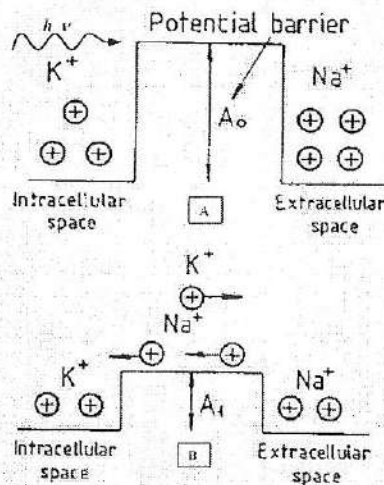 hν Potential barrier
K+ Na+
A₀
Intracellular space A Extracellular space
K+
Na+
K+ Na+
A₁
Intracellular space B Extracellular space